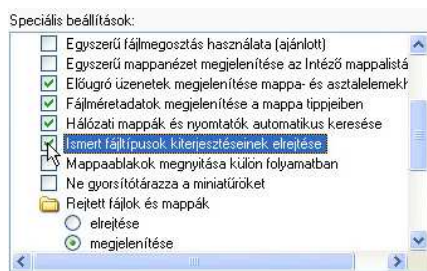 Speciális beállítások:
Egyszerű fájlmegosztás használata (ajánlott)
Egyszerű mappanézet megjelenítése az Intéző mappalistá
Előugró üzenetek megjelenítése mappa- és asztalelemekh
Fájlméretadatok megjelenítése a mappa tippjeiben
Hálózati mappák és nyomtatók automatikus keresése
Ismert fájltípusok kiterjesztéseinek elrejtése
Mappaablakok megnyitása külön folyamatban
Ne gyorsítótárazza a miniatűröket
Rejtett fájlok és mappák
elrejtése
megjelenítése